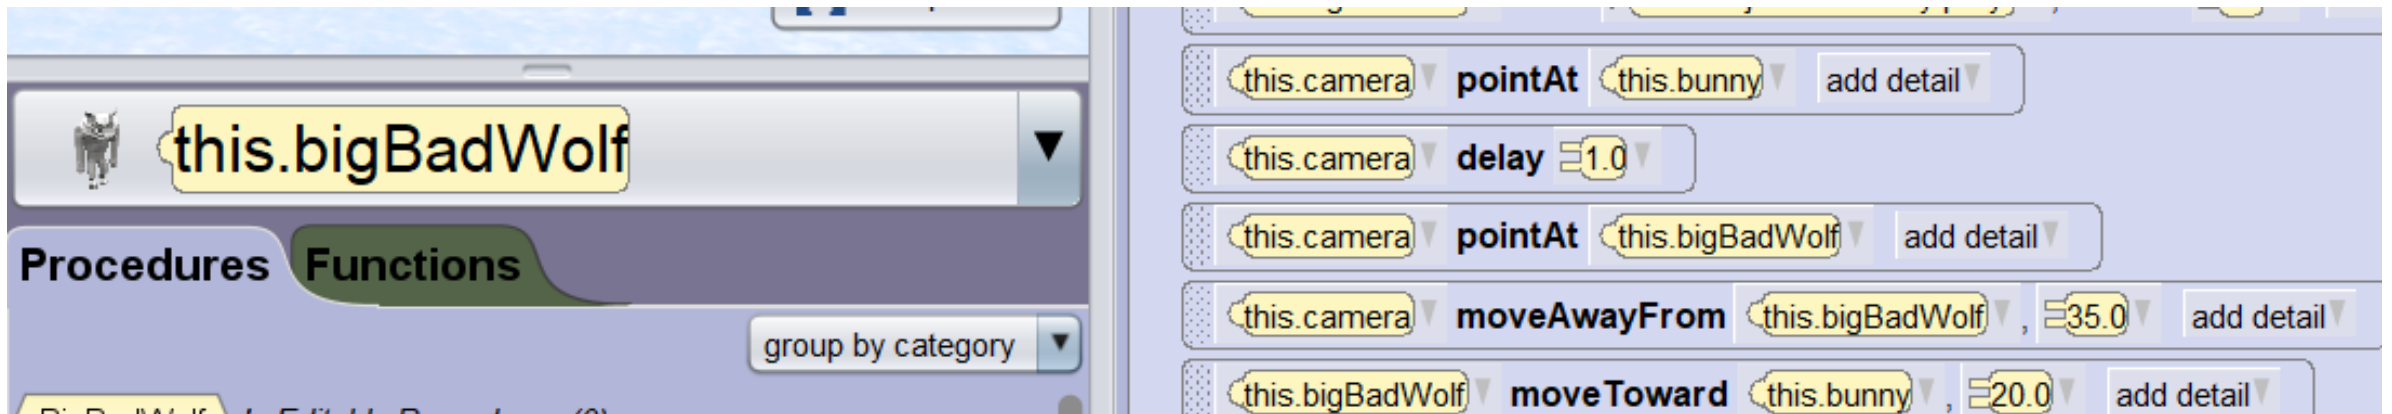 this.bigBadWolf
Procedures Functions
group by category
this.camera pointAt this.bunny add detail
this.camera delay 1.0
this.camera pointAt this.bigBadWolf add detail
this.camera moveAwayFrom this.bigBadWolf , 35.0 add detail
this.bigBadWolf moveToward this.bunny , 20.0 add detail